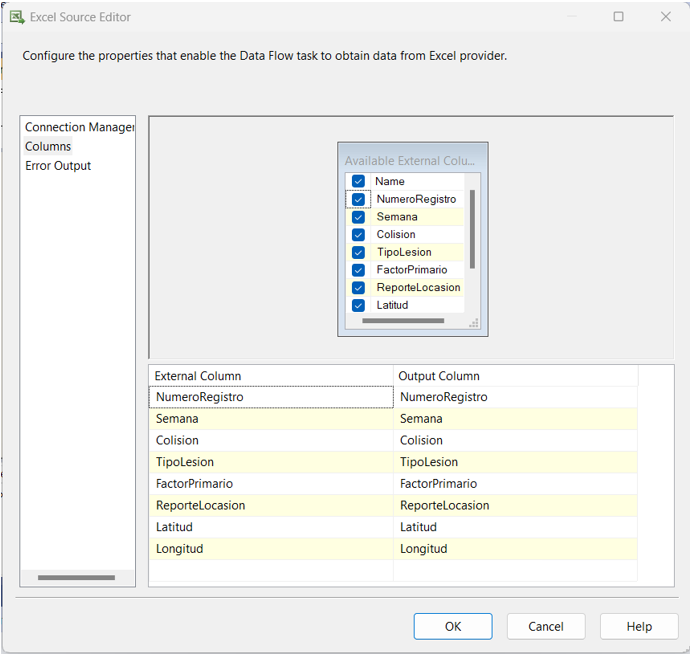 Excel Source Editor
Configure the properties that enable the Data Flow task to obtain data from Excel provider.
Connection Manager
Columns
Error Output
Available External Colu...
Name
NumeroRegistro
Semana
Colision
TipoLesion
FactorPrimario
ReporteLocasion
Latitud
External Column Output Column
NumeroRegistro NumeroRegistro
Semana Semana
Colision Colision
TipoLesion TipoLesion
FactorPrimario FactorPrimario
ReporteLocasion ReporteLocasion
Latitud Latitud
Longitud Longitud
OK Cancel Help